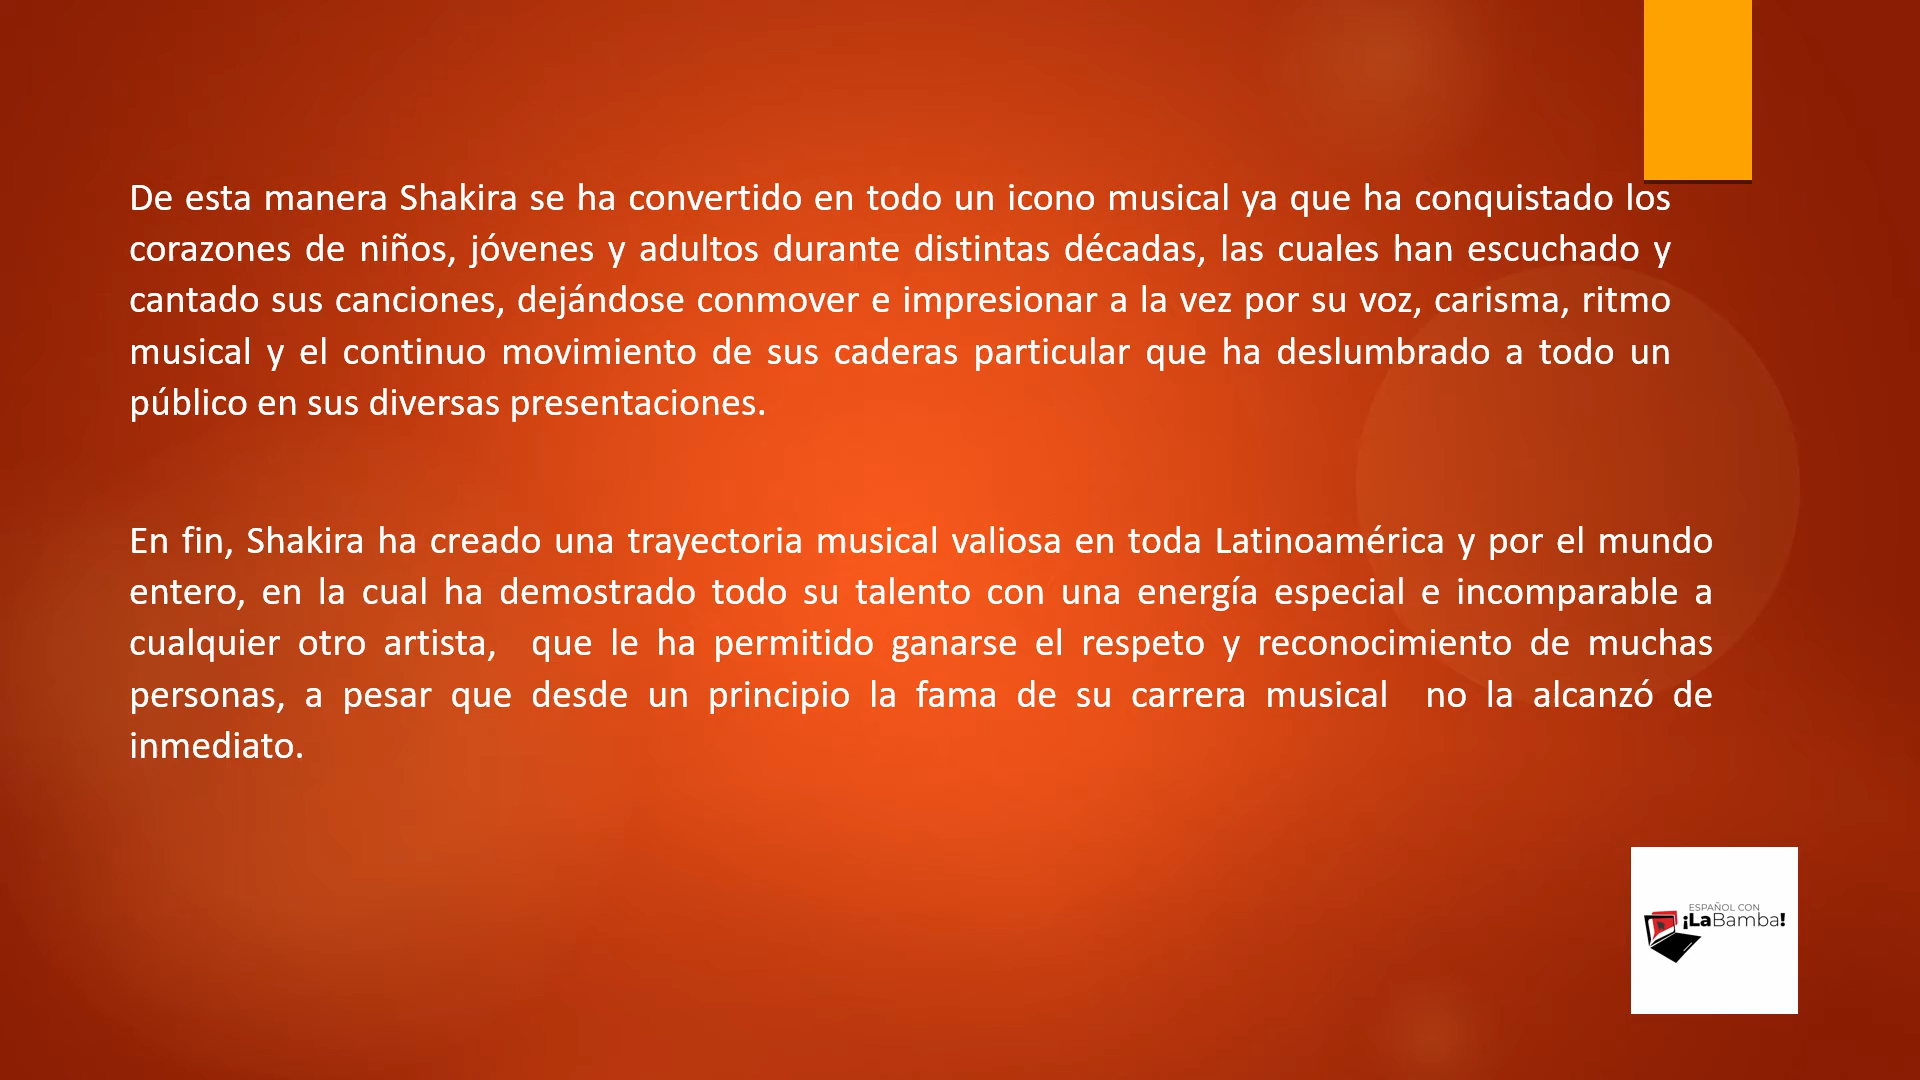 De esta manera Shakira se ha convertido en todo un icono musical ya que ha conquistado los
corazones de niños, jóvenes y adultos durante distintas décadas, las cuales han escuchado y
cantado sus canciones, dejándose conmover e impresionar a la vez por su voz, carisma, ritmo
musical y el continuo movimiento de sus caderas particular que ha deslumbrado a todo un
público en sus diversas presentaciones.
En fin, Shakira ha creado una trayectoria musical valiosa en toda Latinoamérica y por el mundo
entero, en la cual ha demostrado todo su talento con una energía especial e incomparable a
cualquier otro artista,  que le ha permitido ganarse el respeto y reconocimiento de muchas
personas, a pesar que desde un principio la fama de su carrera musical  no la alcanzó de
inmediato.
ESPAÑOL CON
¡LaBamba!